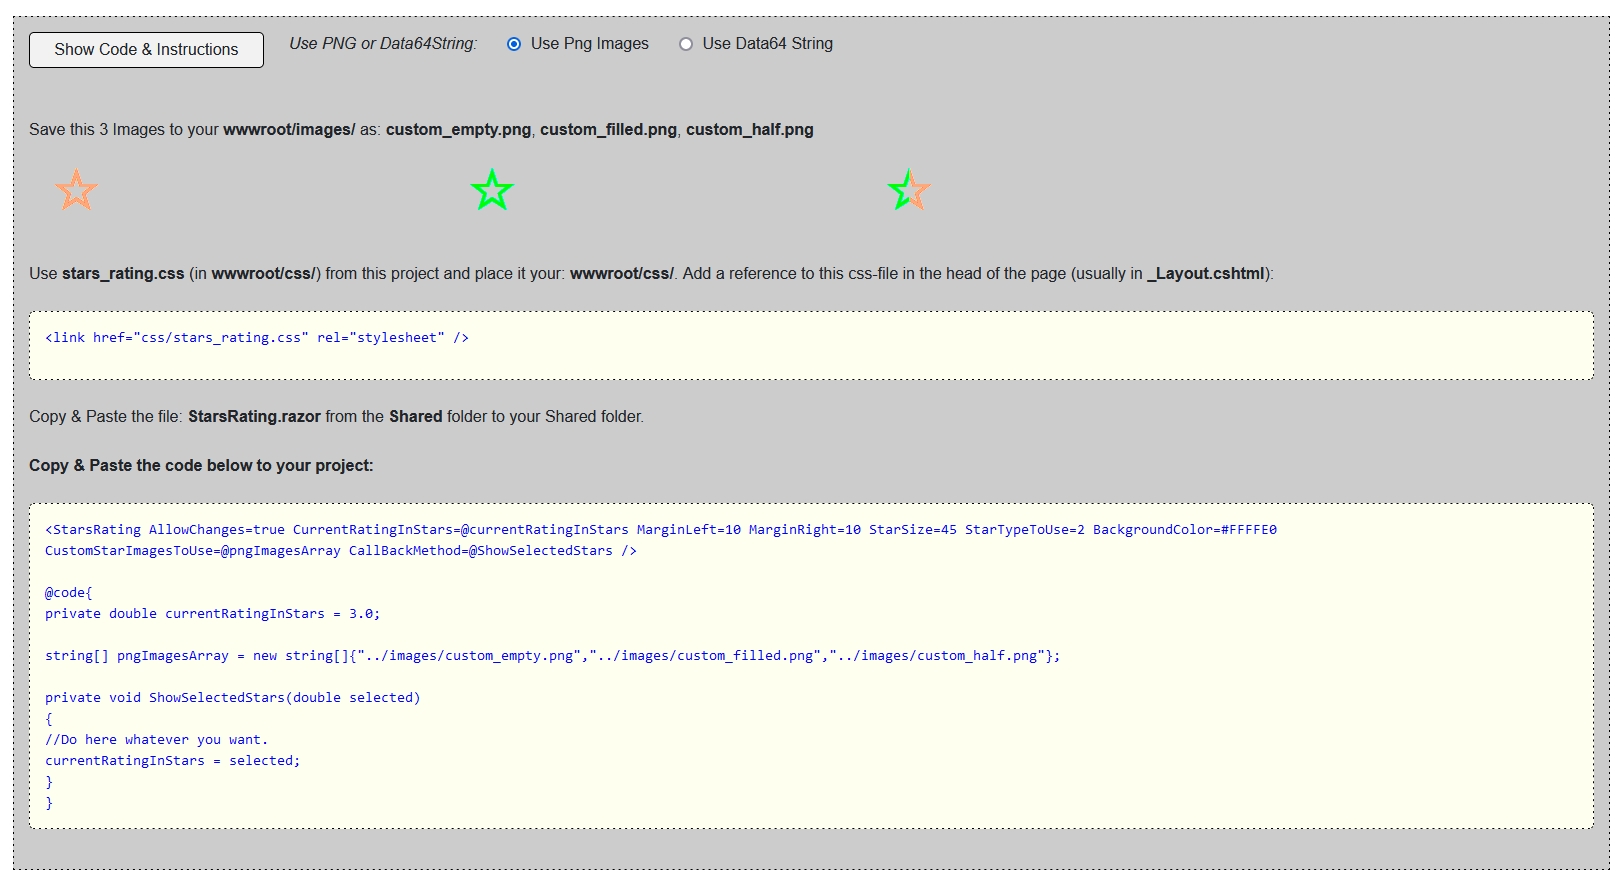 Show Code & Instructions Use PNG or Data64String: Use Png Images Use Data64 String
Save this 3 Images to your wwwroot/images/ as: custom_empty.png, custom_filled.png, custom_half.png
Use stars_rating.css (in wwwroot/css/) from this project and place it your: wwwroot/css/. Add a reference to this css-file in the head of the page (usually in _Layout.cshtml):
<link href="css/stars_rating.css" rel="stylesheet" />
Copy & Paste the file: StarsRating.razor from the Shared folder to your Shared folder.
Copy & Paste the code below to your project:
<StarsRating AllowChanges=true CurrentRatingInStars=@currentRatingInStars MarginLeft=10 MarginRight=10 StarSize=45 StarTypeToUse=2 BackgroundColor=#FFFFE0
CustomStarImagesToUse=@pngImagesArray CallBackMethod=@ShowSelectedStars />
@code{
private double currentRatingInStars = 3.0;
string[] pngImagesArray = new string[]{"../images/custom_empty.png","../images/custom_filled.png","../images/custom_half.png"};
private void ShowSelectedStars(double selected)
{
//Do here whatever you want.
currentRatingInStars = selected;
}
}